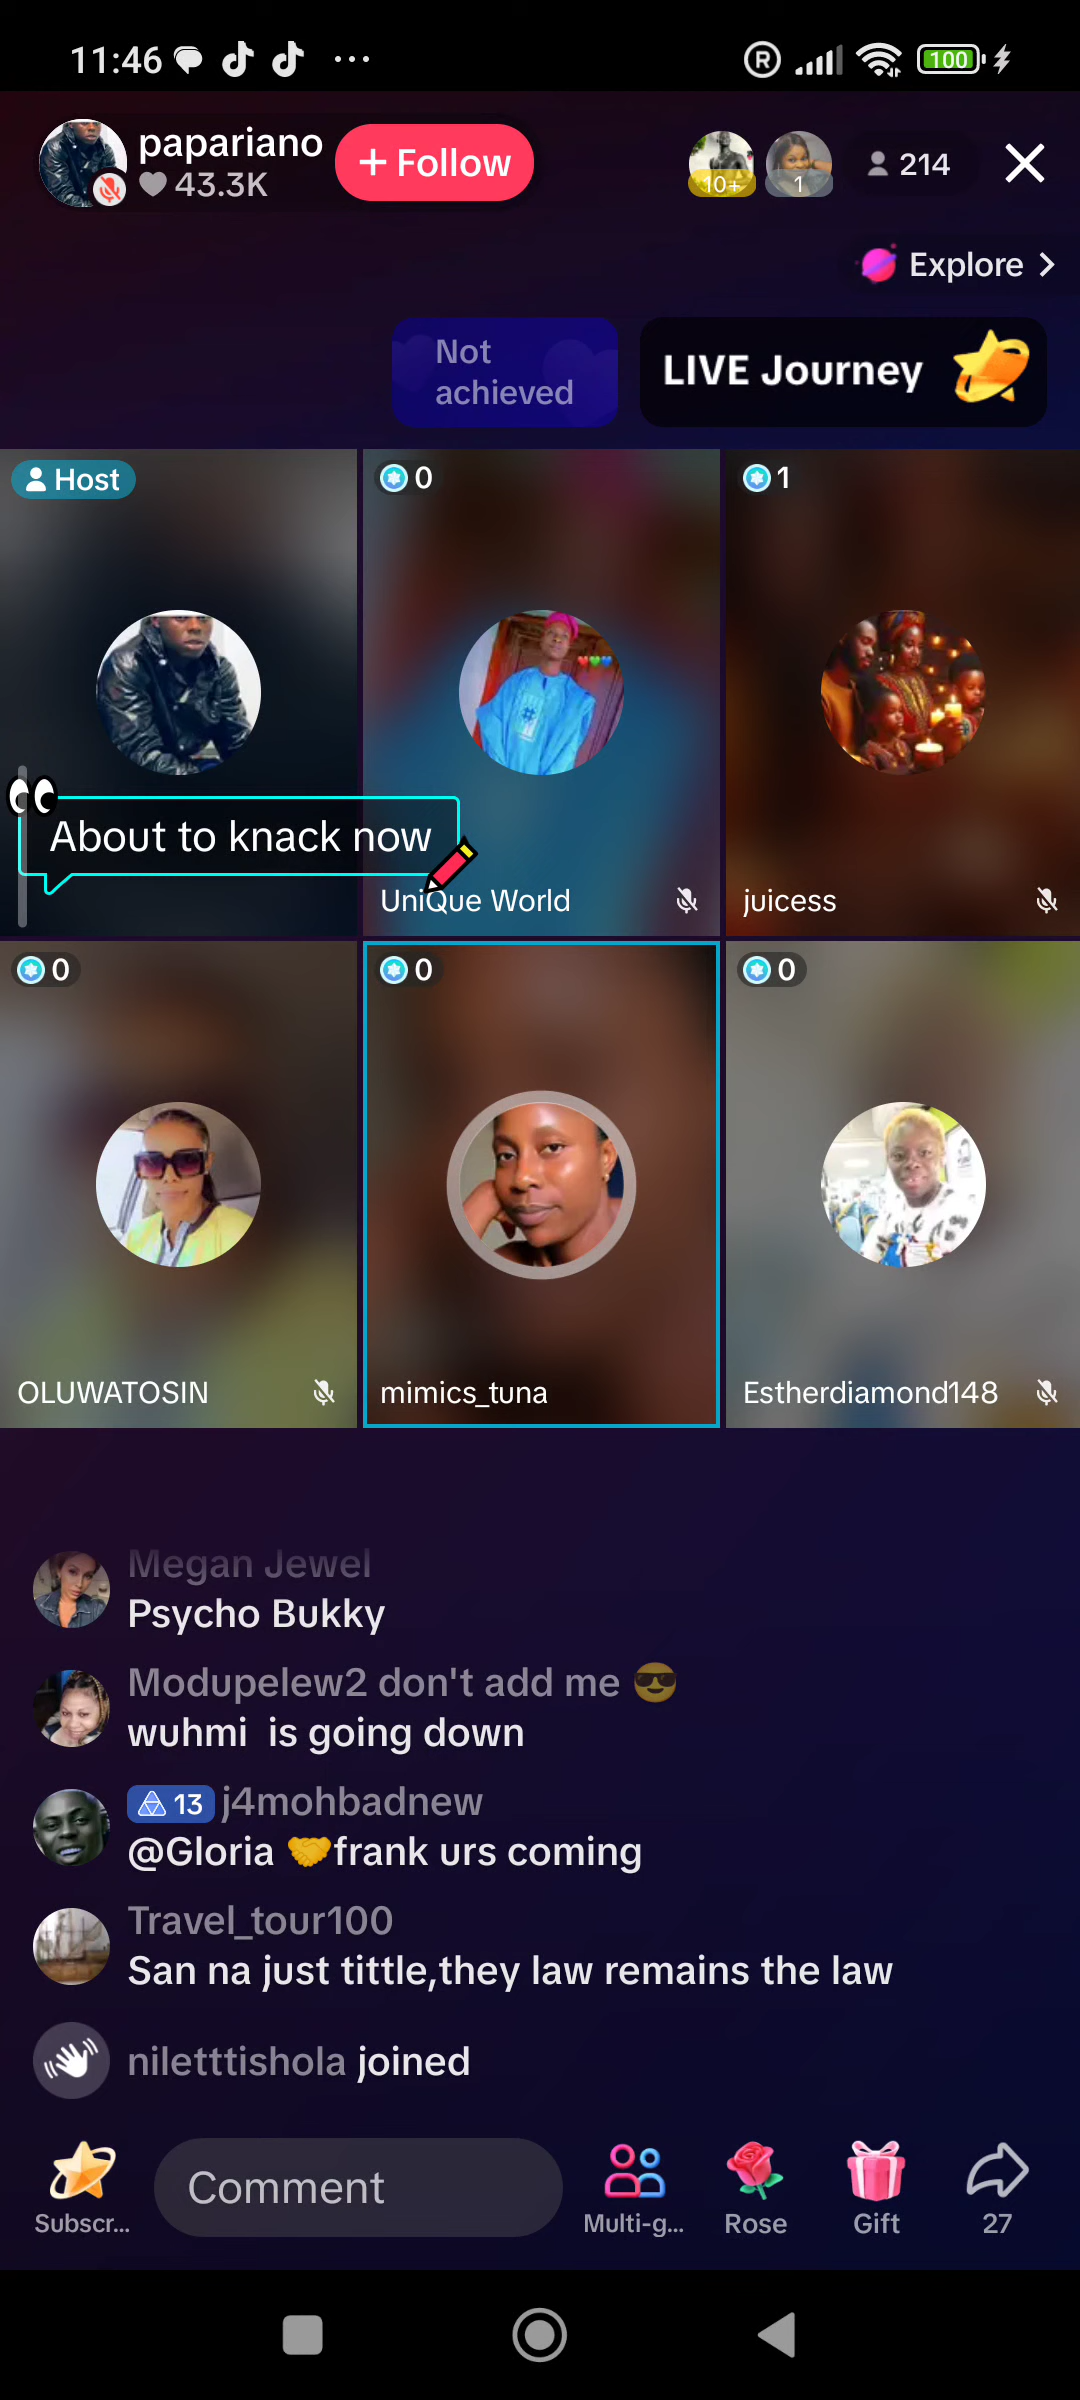 11:46
100
papariano
43.3K
+ Follow
10+
1
214
Explore
Not
achieved
LIVE Journey
Host
0
1
About to knack now
UniQue World
juicess
0
0
0
OLUWATOSIN
mimics_tuna
Estherdiamond148
Megan Jewel
Psycho Bukky
Modupelew2 don't add me 😎
wuhmi  is going down
13 j4mohbadnew
@Gloria 🤝frank urs coming
Travel_tour100
San na just tittle,they law remains the law
niletttishola joined
Comment
Subscr...
Multi-g...
Rose
Gift
27